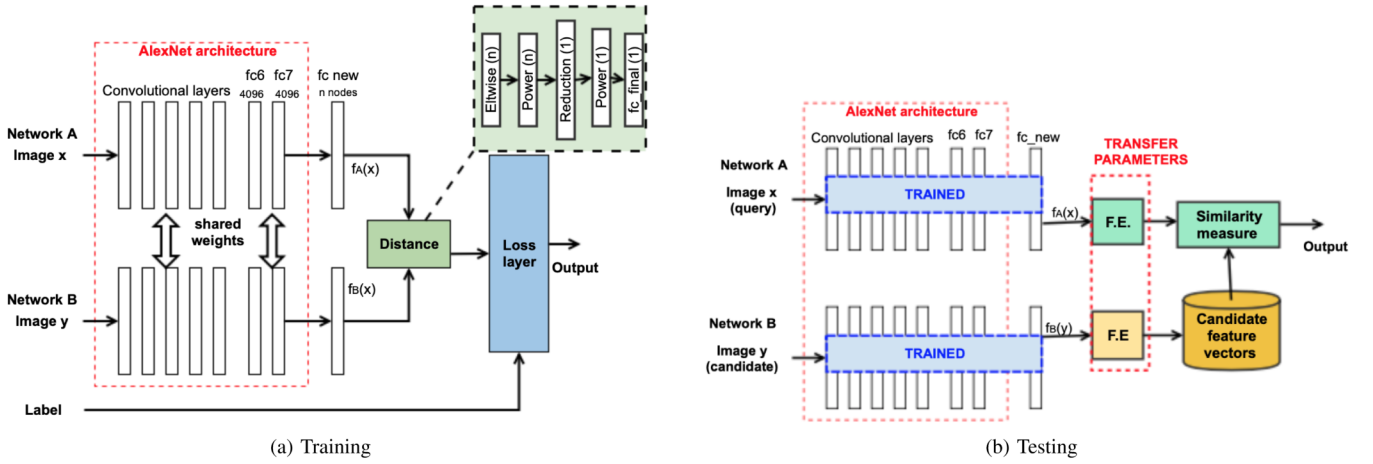 AlexNet architecture
Convolutional layers
fc6
4096
fc7
4096
fc new
n nodes
Eltwise (n)
Power (n)
Reduction (1)
Power (1)
fc_final (1)
Network A
Image x
fA(x)
shared
weights
Distance
Loss
layer
Output
Network B
Image y
fB(x)
Label
(a) Training
AlexNet architecture
Convolutional layers
fc6
fc7
fc_new
TRANSFER
PARAMETERS
Network A
Image x
(query)
TRAINED
fA(x)
F.E.
Similarity
measure
Output
Network B
Image y
(candidate)
TRAINED
fB(y)
F.E
Candidate
feature
vectors
(b) Testing